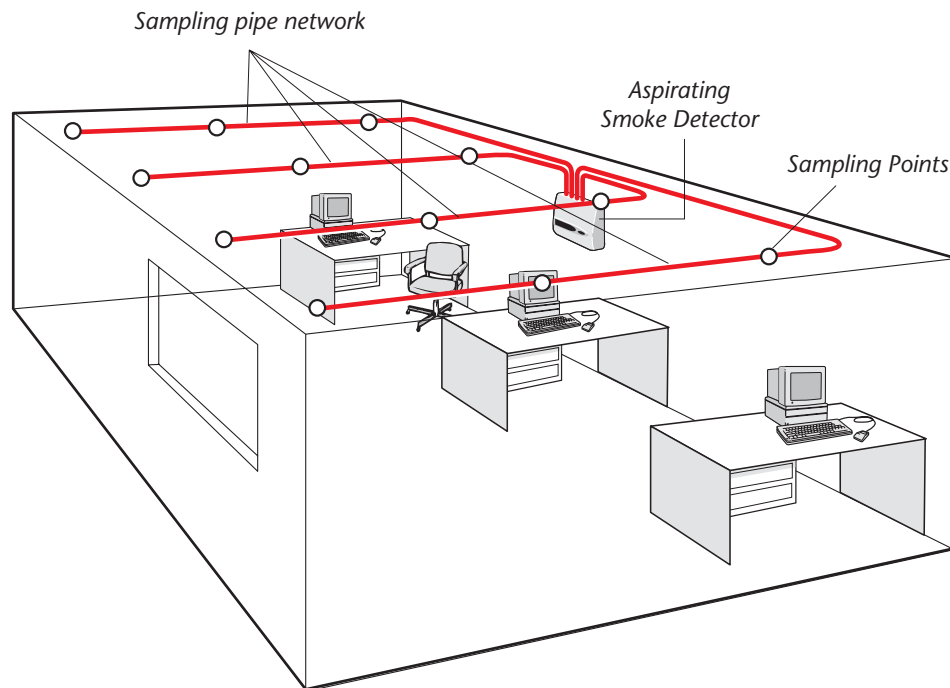 Sampling pipe network
Aspirating
Smoke Detector
Sampling Points